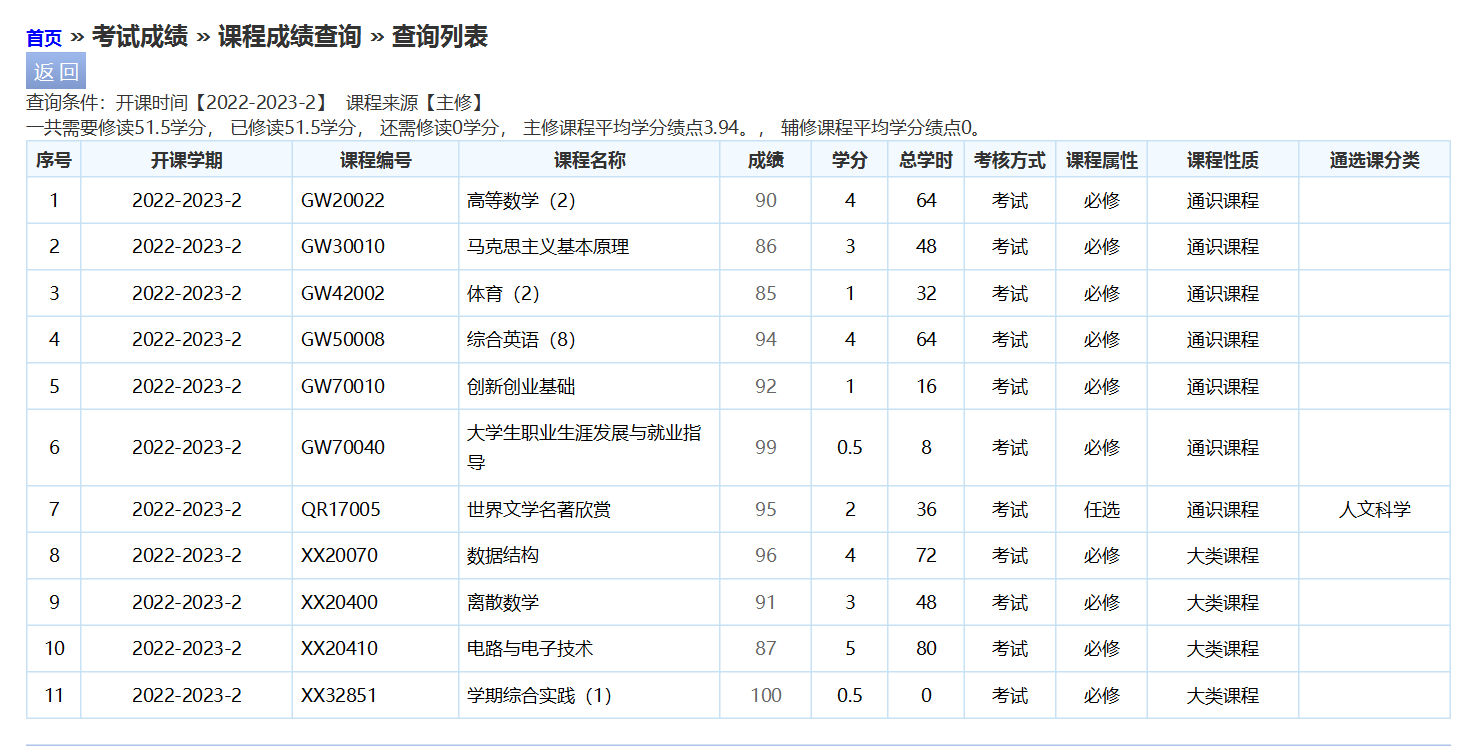 首页 » 考试成绩 » 课程成绩查询 » 查询列表
返 回
查询条件：开课时间【2022-2023-2】 课程来源【主修】
一共需要修读51.5学分， 已修读51.5学分， 还需修读0学分， 主修课程平均学分绩点3.94。， 辅修课程平均学分绩点0。
序号 开课学期 课程编号 课程名称 成绩 学分 总学时 考核方式 课程属性 课程性质 通选课分类
1 2022-2023-2 GW20022 高等数学（2） 90 4 64 考试 必修 通识课程
2 2022-2023-2 GW30010 马克思主义基本原理 86 3 48 考试 必修 通识课程
3 2022-2023-2 GW42002 体育（2） 85 1 32 考试 必修 通识课程
4 2022-2023-2 GW50008 综合英语（8） 94 4 64 考试 必修 通识课程
5 2022-2023-2 GW70010 创新创业基础 92 1 16 考试 必修 通识课程
6 2022-2023-2 GW70040 大学生职业生涯发展与就业指
导 99 0.5 8 考试 必修 通识课程
7 2022-2023-2 QR17005 世界文学名著欣赏 95 2 36 考试 任选 通识课程 人文科学
8 2022-2023-2 XX20070 数据结构 96 4 72 考试 必修 大类课程
9 2022-2023-2 XX20400 离散数学 91 3 48 考试 必修 大类课程
10 2022-2023-2 XX20410 电路与电子技术 87 5 80 考试 必修 大类课程
11 2022-2023-2 XX32851 学期综合实践（1） 100 0.5 0 考试 必修 大类课程